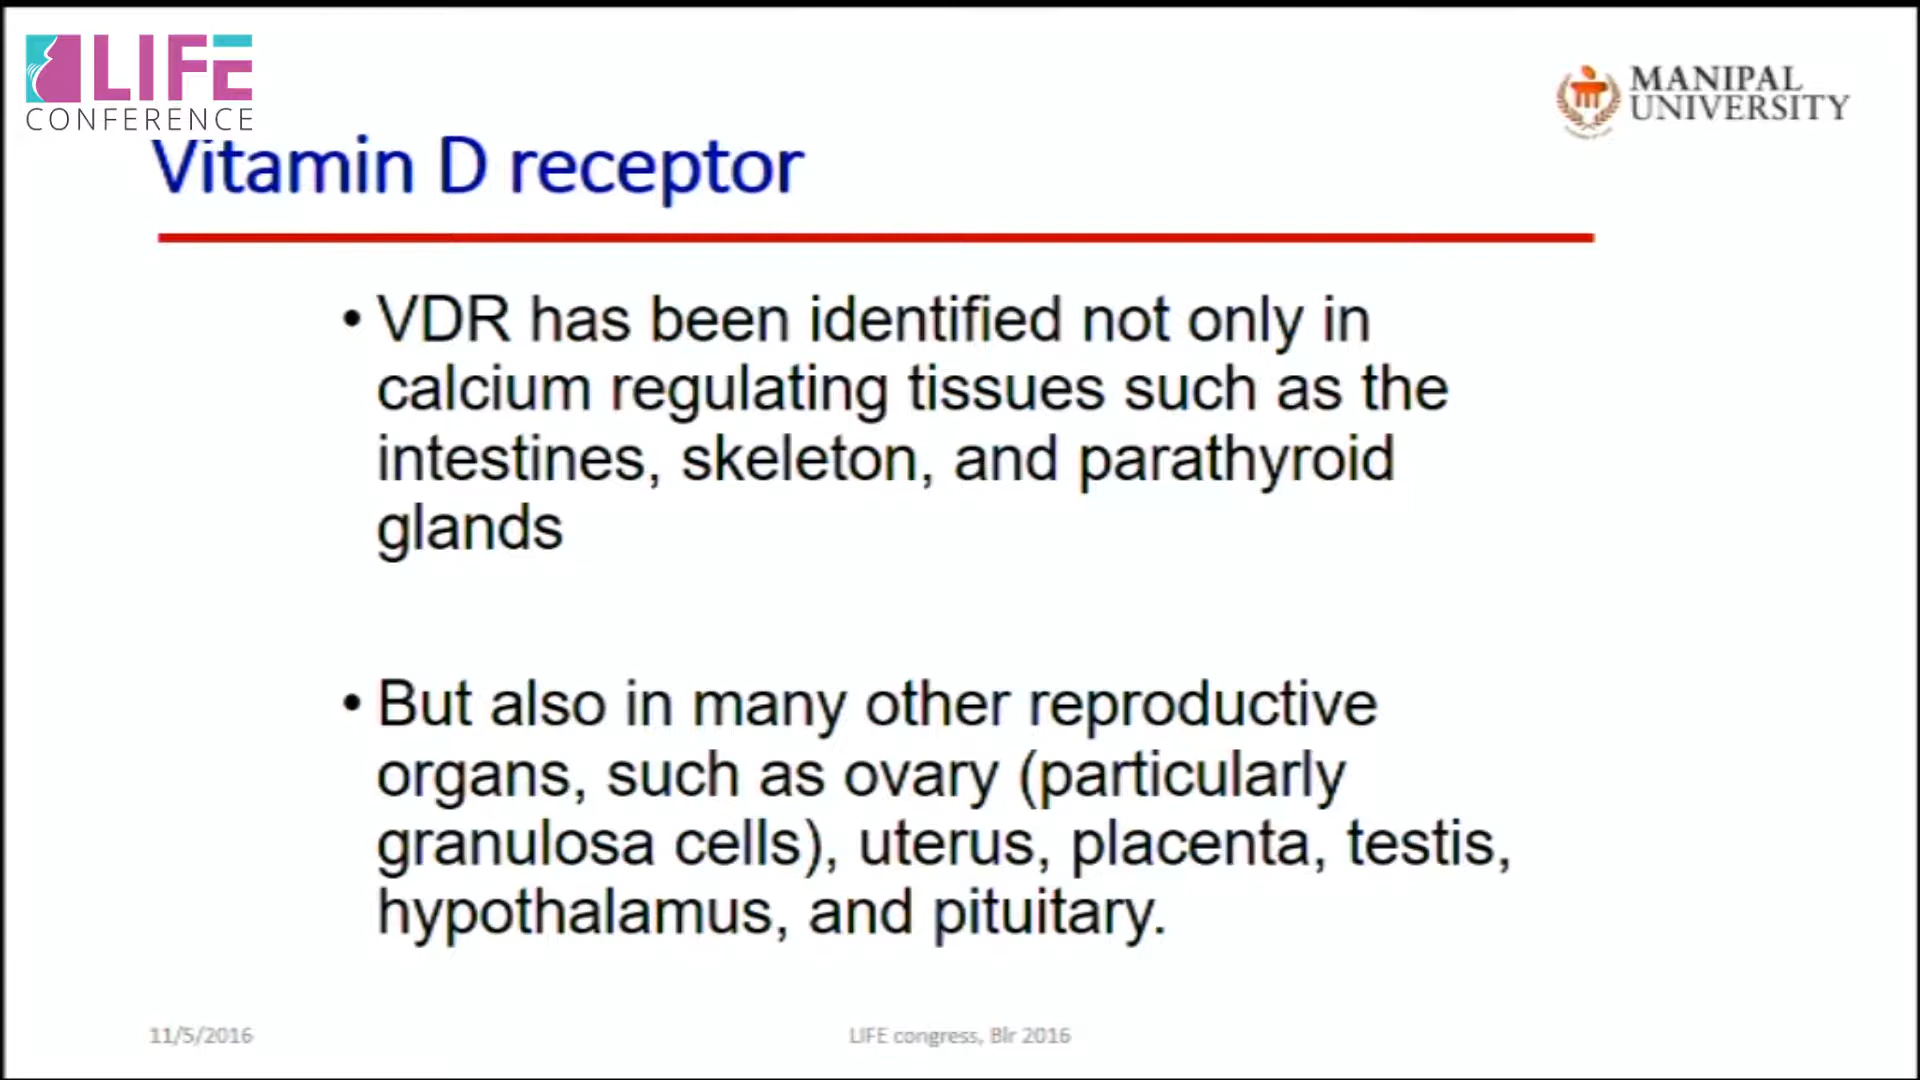 LIFE
CONFERENCE
MANIPAL
UNIVERSITY
Vitamin D receptor
• VDR has been identified not only in
calcium regulating tissues such as the
intestines, skeleton, and parathyroid
glands
• But also in many other reproductive
organs, such as ovary (particularly
granulosa cells), uterus, placenta, testis,
hypothalamus, and pituitary.
11/5/2016
LIFE congress, Blr 2016